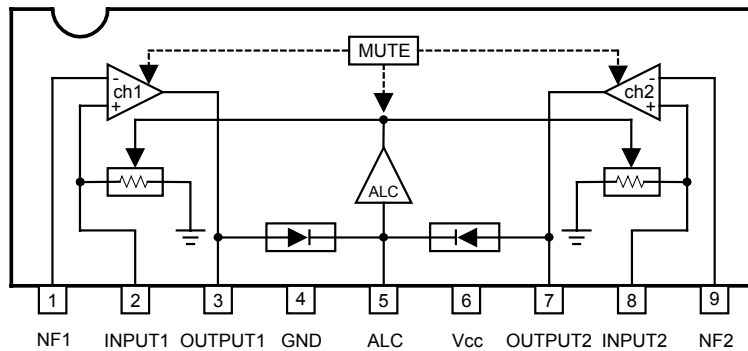 MUTE
-
ch1
+
-
ch2
+
ALC
1 2 3 4 5 6 7 8 9
NF1 INPUT1 OUTPUT1 GND ALC Vcc OUTPUT2 INPUT2 NF2